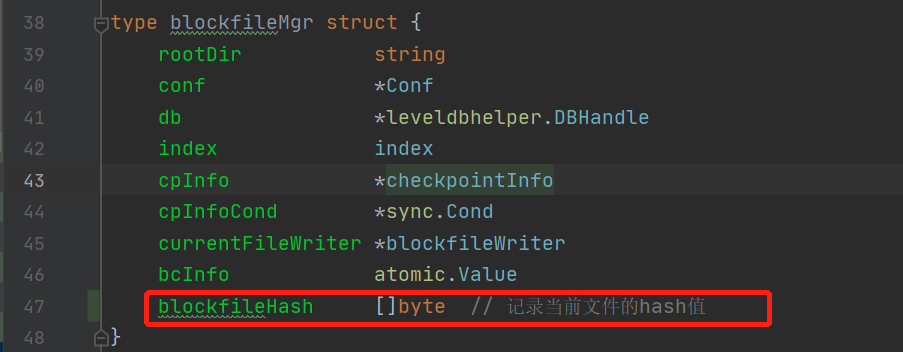 38 type blockfileMgr struct {
39 rootDir string
40 conf *Conf
41 db *leveldbhelper.DBHandle
42 index index
43 cpInfo *checkpointInfo
44 cpInfoCond *sync.Cond
45 currentFileWriter *blockfileWriter
46 bcInfo atomic.Value
47 blockfileHash []byte // 记录当前文件的hash值
48 }